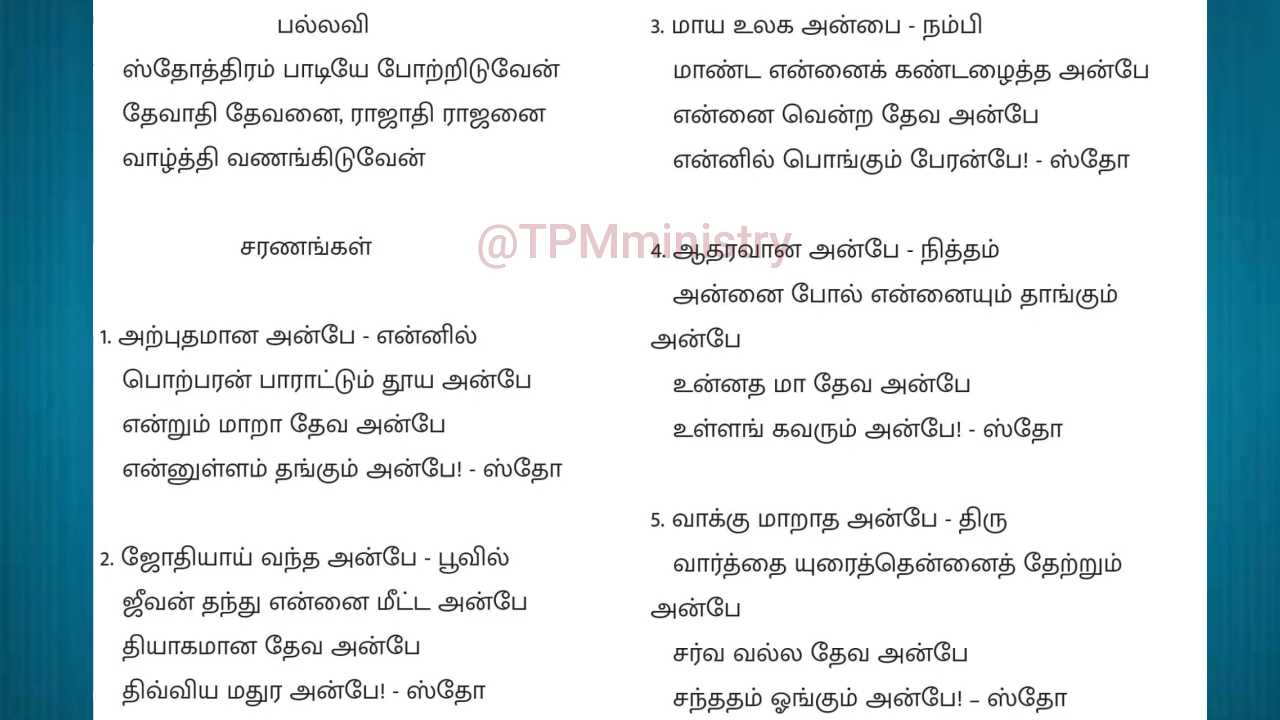 பல்லவி
ஸ்தோத்திரம் பாடியே போற்றிடுவேன்
தேவாதி தேவனை, ராஜாதி ராஜனை
வாழ்த்தி வணங்கிடுவேன்
சரணங்கள்
1. அற்புதமான அன்பே - என்னில்
பொற்பரன் பாராட்டும் தூய அன்பே
என்றும் மாறா தேவ அன்பே
என்னுள்ளம் தங்கும் அன்பே! - ஸ்தோ
2. ஜோதியாய் வந்த அன்பே - பூவில்
ஜீவன் தந்து என்னை மீட்ட அன்பே
தியாகமான தேவ அன்பே
திவ்விய மதுர அன்பே! - ஸ்தோ
3. மாய உலக அன்பை - நம்பி
மாண்ட என்னைக் கண்டழைத்த அன்பே
என்னை வென்ற தேவ அன்பே
என்னில் பொங்கும் பேரன்பே! - ஸ்தோ
@TPMministry
4. ஆதரவான அன்பே - நித்தம்
அன்னை போல் என்னையும் தாங்கும்
அன்பே
உன்னத மா தேவ அன்பே
உள்ளங் கவரும் அன்பே! - ஸ்தோ
5. வாக்கு மாறாத அன்பே - திரு
வார்த்தை யுரைத்தென்னைத் தேற்றும்
அன்பே
சர்வ வல்ல தேவ அன்பே
சந்ததம் ஓங்கும் அன்பே! – ஸ்தோ